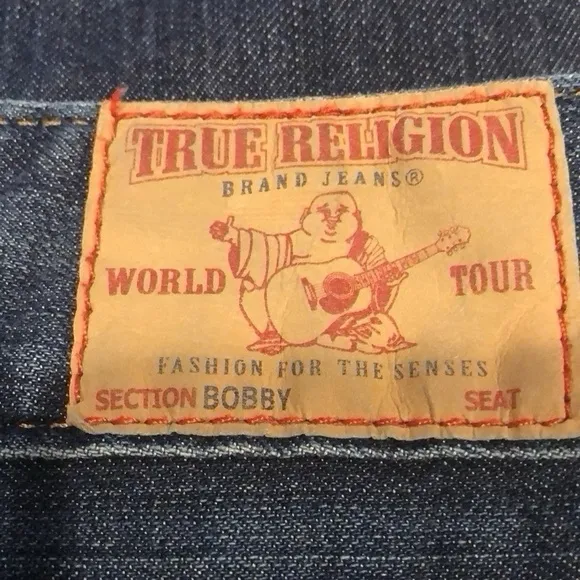 TRUE RELIGION
BRAND JEANS®
WORLD TOUR
FASHION FOR THE SENSES
SECTION BOBBY SEAT